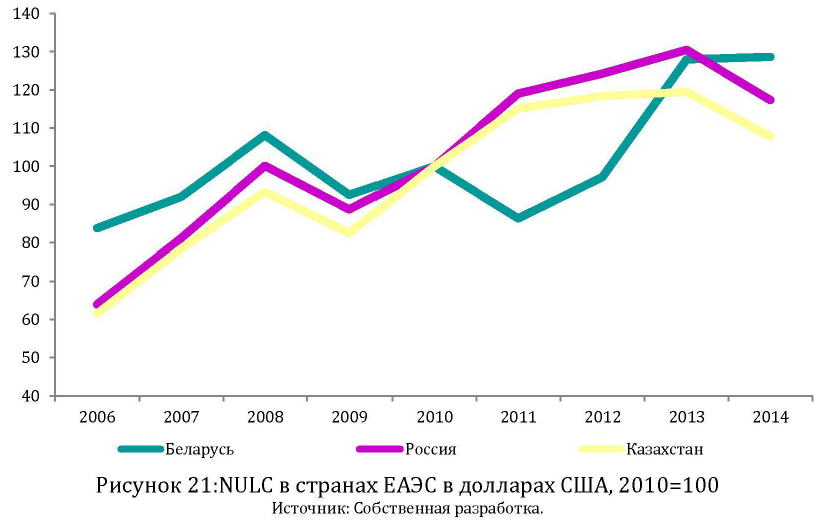 140
130
120
110
100
90
80
70
60
50
40
2006 2007 2008 2009 2010 2011 2012 2013 2014
Беларусь Россия Казахстан
Рисунок 21:NULC в странах ЕАЭС в долларах США, 2010=100
Источник: Собственная разработка.